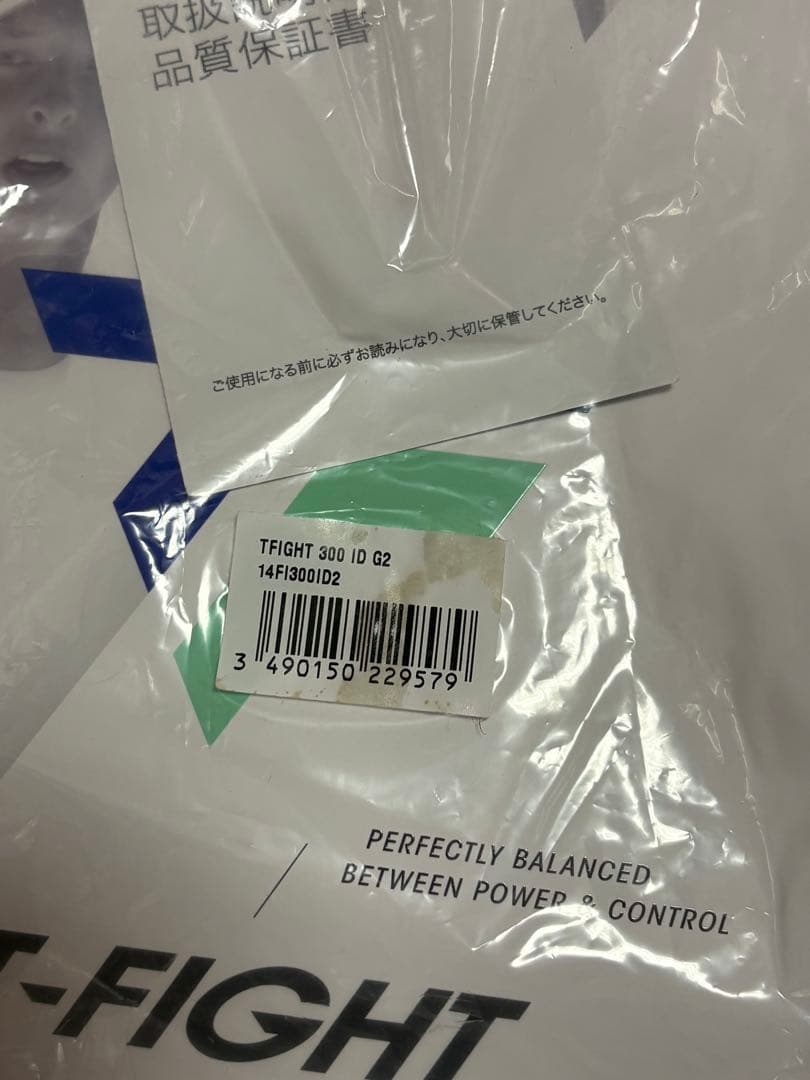 取扱説明
品質保証書
ご使用になる前に必ずお読みになり、大切に保管してください。
TFIGHT 300 ID G2
14FI300ID2
3 490150 229579
PERFECTLY BALANCED
BETWEEN POWER & CONTROL
T-FIGHT